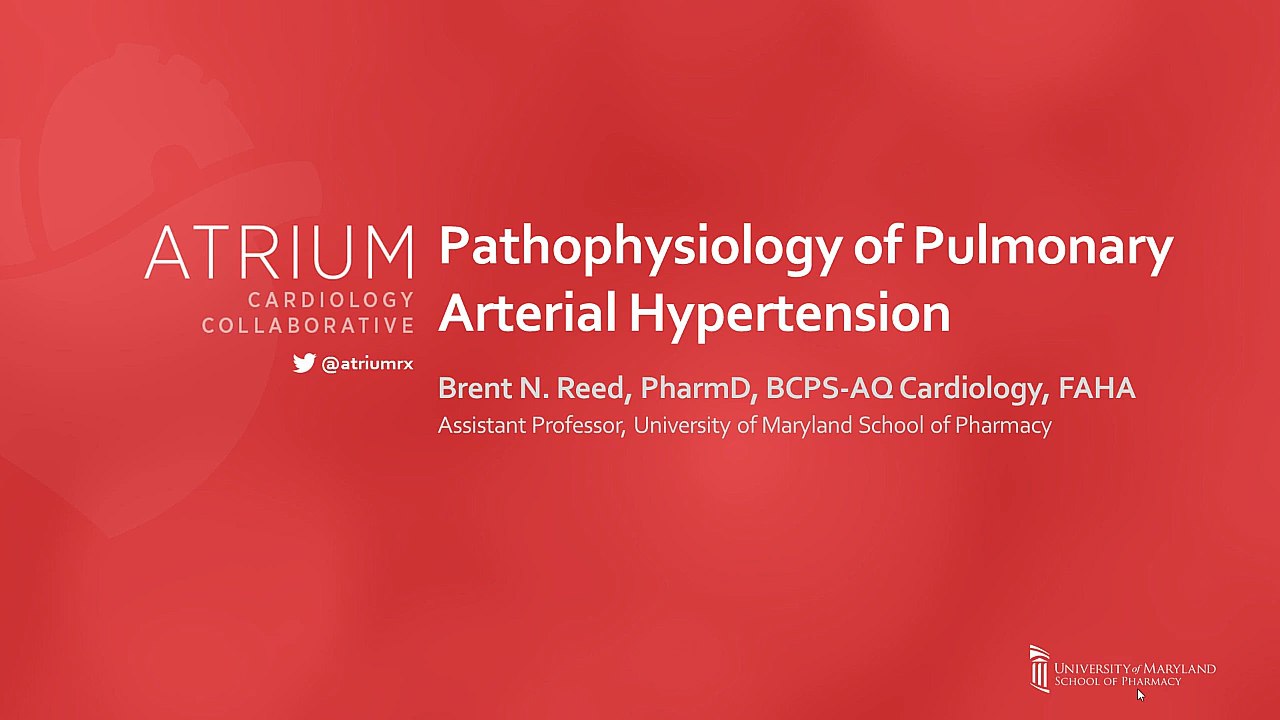 ATRIUM
CARDIOLOGY
COLLABORATIVE
@atriumrx
Pathophysiology of Pulmonary
Arterial Hypertension
Brent N. Reed, PharmD, BCPS-AQ Cardiology, FAHA
Assistant Professor, University of Maryland School of Pharmacy
UNIVERSITY of MARYLAND
SCHOOL OF PHARMACY